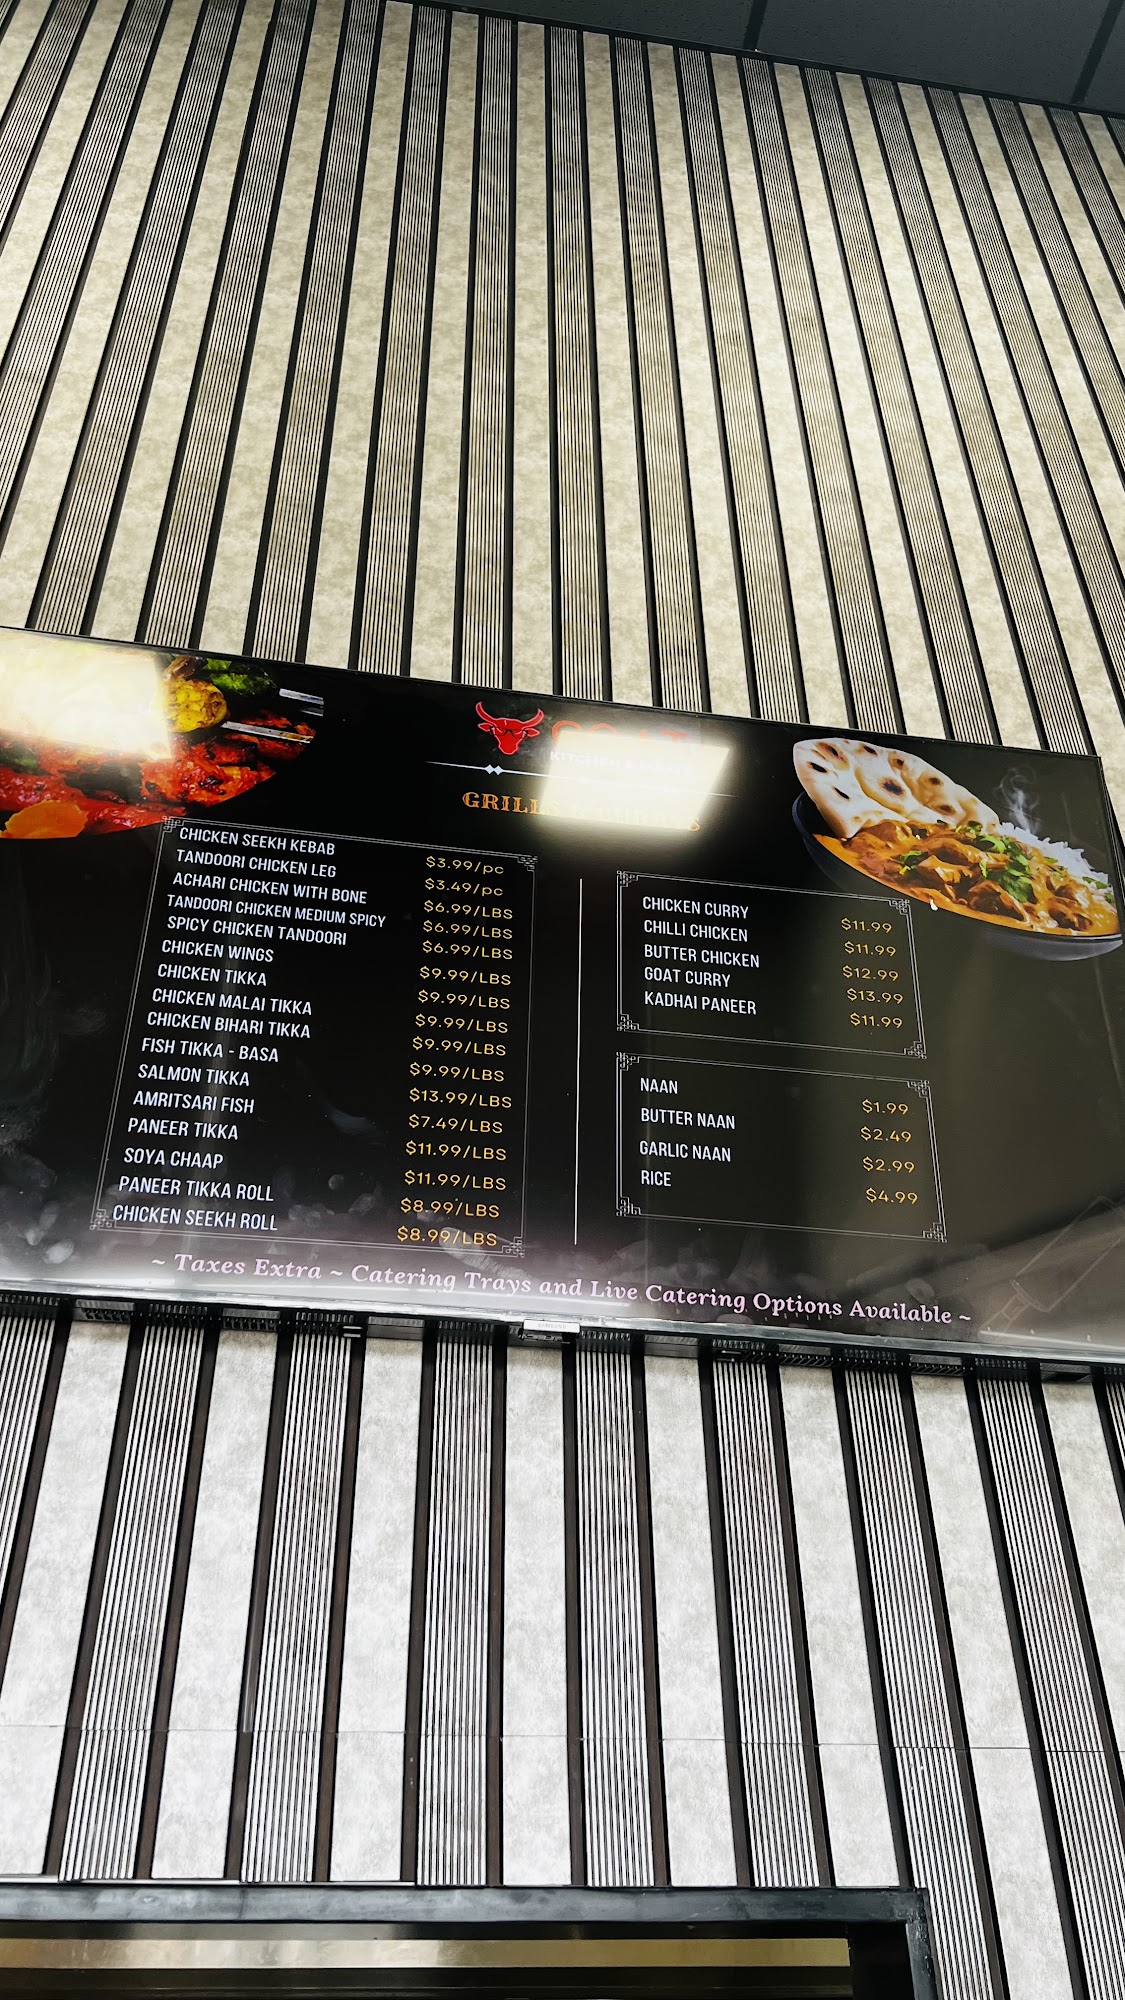 KITCHEN
CHICKEN SEEKH KEBAB $3.99/pc
TANDOORI CHICKEN LEG $3.49/pc
ACHARI CHICKEN WITH BONE $6.99/LBS
TANDOORI CHICKEN MEDIUM SPICY $6.99/LBS
SPICY CHICKEN TANDOORI $6.99/LBS
CHICKEN WINGS $9.99/LBS
CHICKEN TIKKA $9.99/LBS
CHICKEN MALAI TIKKA $9.99/LBS
CHICKEN BIHARI TIKKA $9.99/LBS
FISH TIKKA - BASA $9.99/LBS
SALMON TIKKA $13.99/LBS
AMRITSARI FISH $7.49/LBS
PANEER TIKKA $11.99/LBS
SOYA CHAAP $11.99/LBS
PANEER TIKKA ROLL $8.99/LBS
CHICKEN SEEKH ROLL $8.99/LBS
CHICKEN CURRY $11.99
CHILLI CHICKEN $11.99
BUTTER CHICKEN $12.99
GOAT CURRY $13.99
KADHAI PANEER $11.99
NAAN $1.99
BUTTER NAAN $2.49
GARLIC NAAN $2.99
RICE $4.99
~ Taxes Extra ~ Catering Trays and Live Catering Options Available ~
SAMSUNG